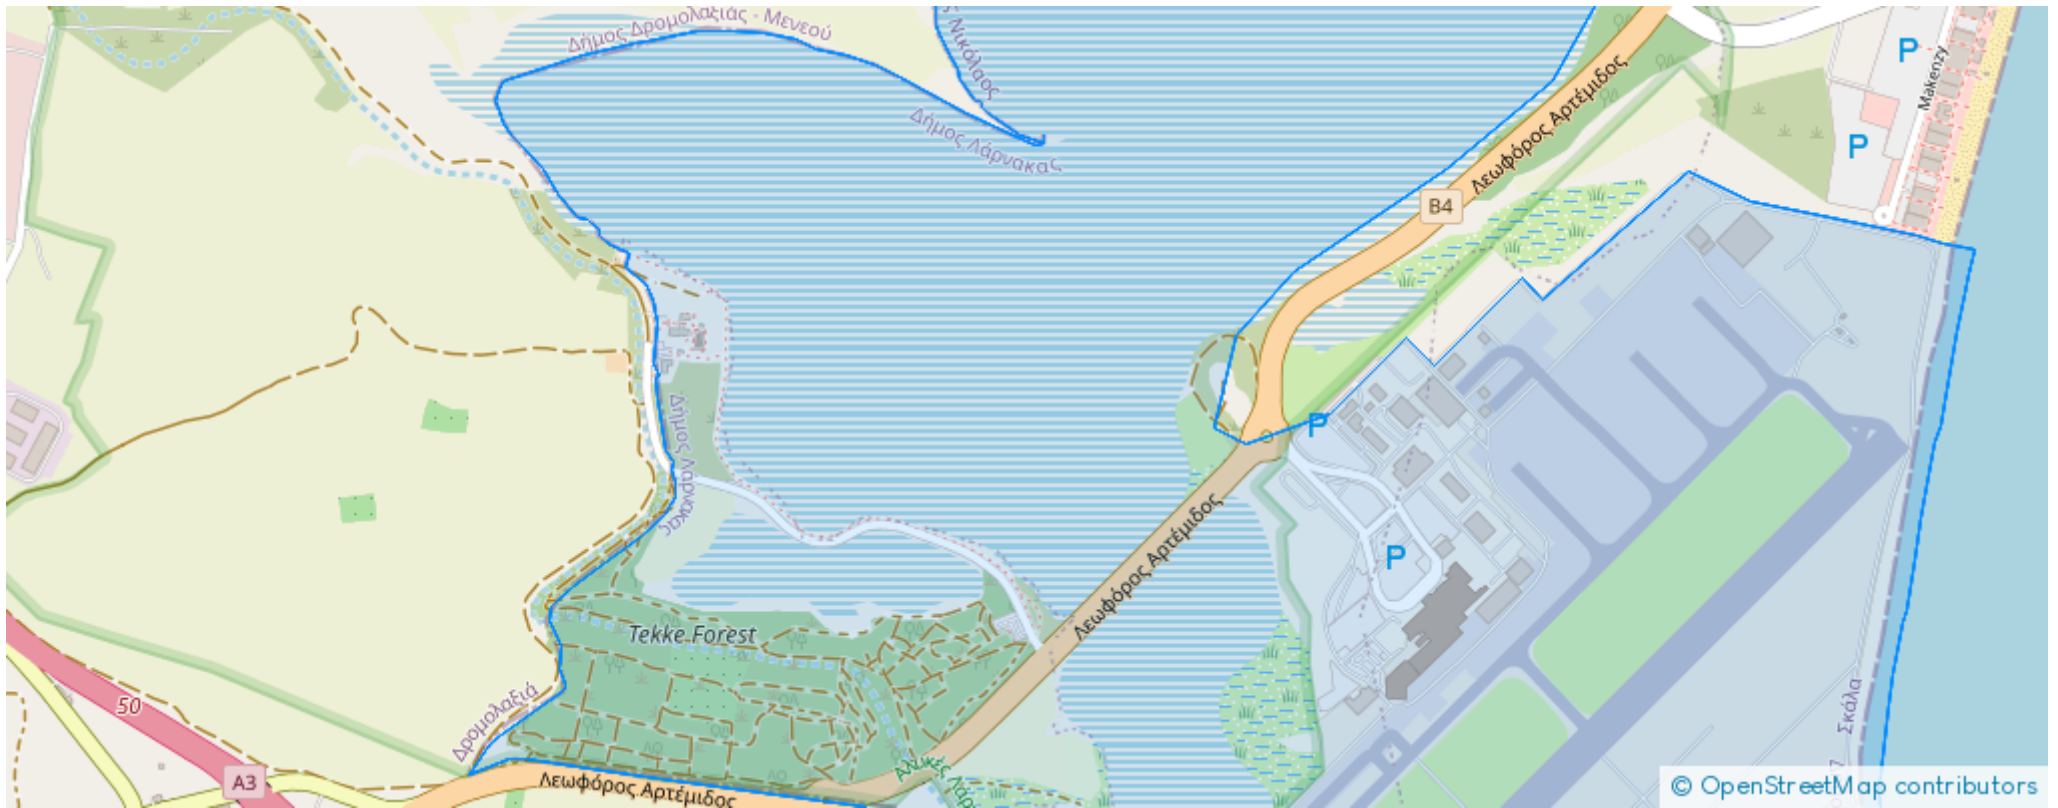 Δήμος Δρομολαξιάς - Μενεού
Νικόλαος
Δήμος Λάρνακας
Λεωφόρος Αρτέμιδος
B4
P
Makenzy
P
P
Δήμος Λάρνακας
Λεωφόρος Αρτέμιδος
P
Tekke Forest
Δρομολαξιά
50
A3
Λεωφόρος Αρτέμιδος
Αλυκές
Σκάλα
© OpenStreetMap contributors